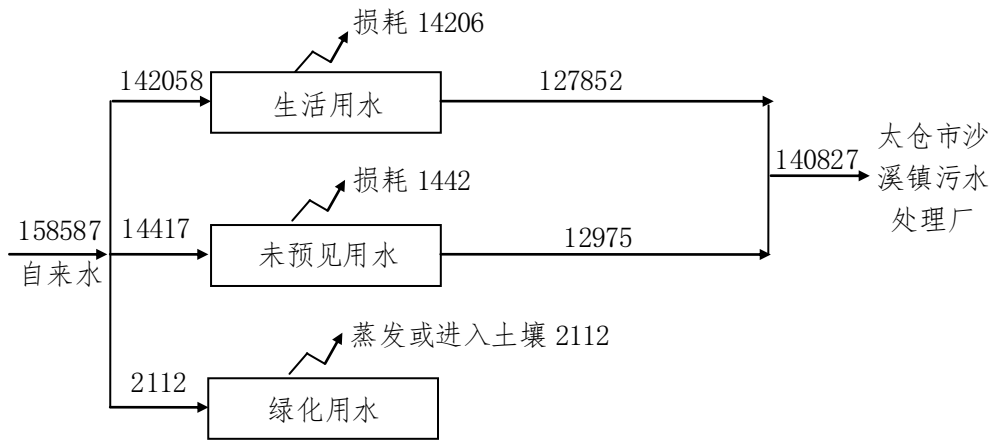 损耗 14206
142058
生活用水
127852
太仓市沙
溪镇污水
处理厂
140827
损耗 1442
158587
自来水
14417
未预见用水
12975
蒸发或进入土壤 2112
2112
绿化用水